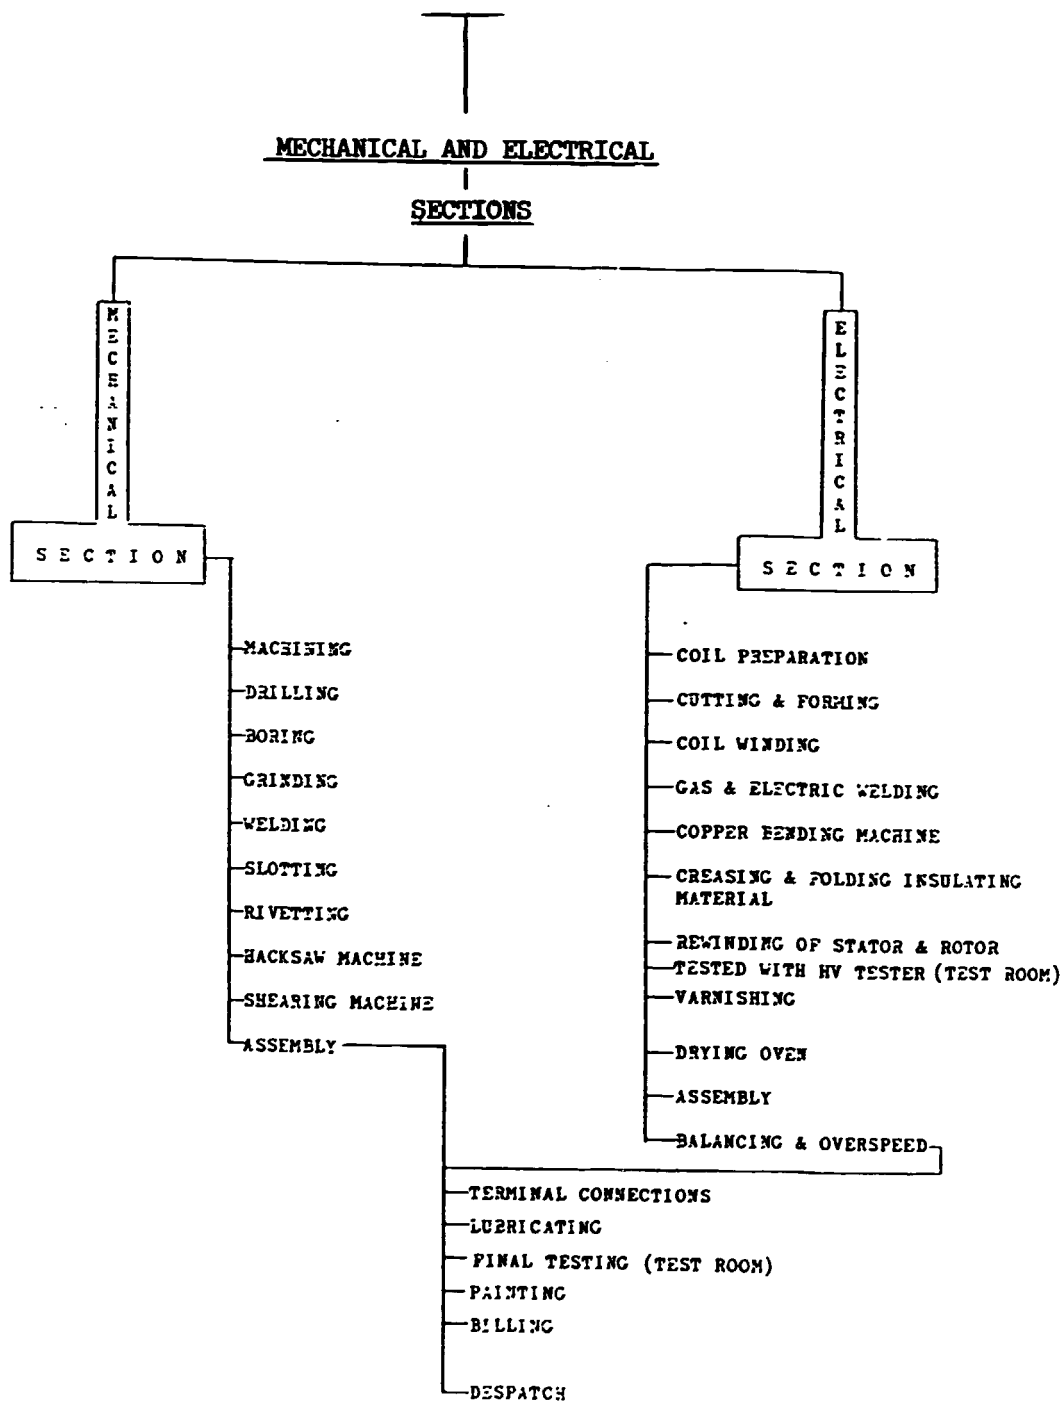 MECHANICAL AND ELECTRICAL
SECTIONS
MECHANICAL
SECTION
MACHINING
DRILLING
BORING
GRINDING
WELDING
SLOTTING
RIVETTING
HACKSAW MACHINE
SHEARING MACHINE
ASSEMBLY
ELECTRICAL
SECTION
COIL PREPARATION
CUTTING & FORMING
COIL WINDING
GAS & ELECTRIC WELDING
COPPER BENDING MACHINE
CREASING & FOLDING INSULATING
MATERIAL
REWINDING OF STATOR & ROTOR
TESTED WITH HV TESTER (TEST ROOM)
VARNISHING
DRYING OVEN
ASSEMBLY
BALANCING & OVERSPEED
TERMINAL CONNECTIONS
LUBRICATING
FINAL TESTING (TEST ROOM)
PAINTING
BILLING
DESPATCH